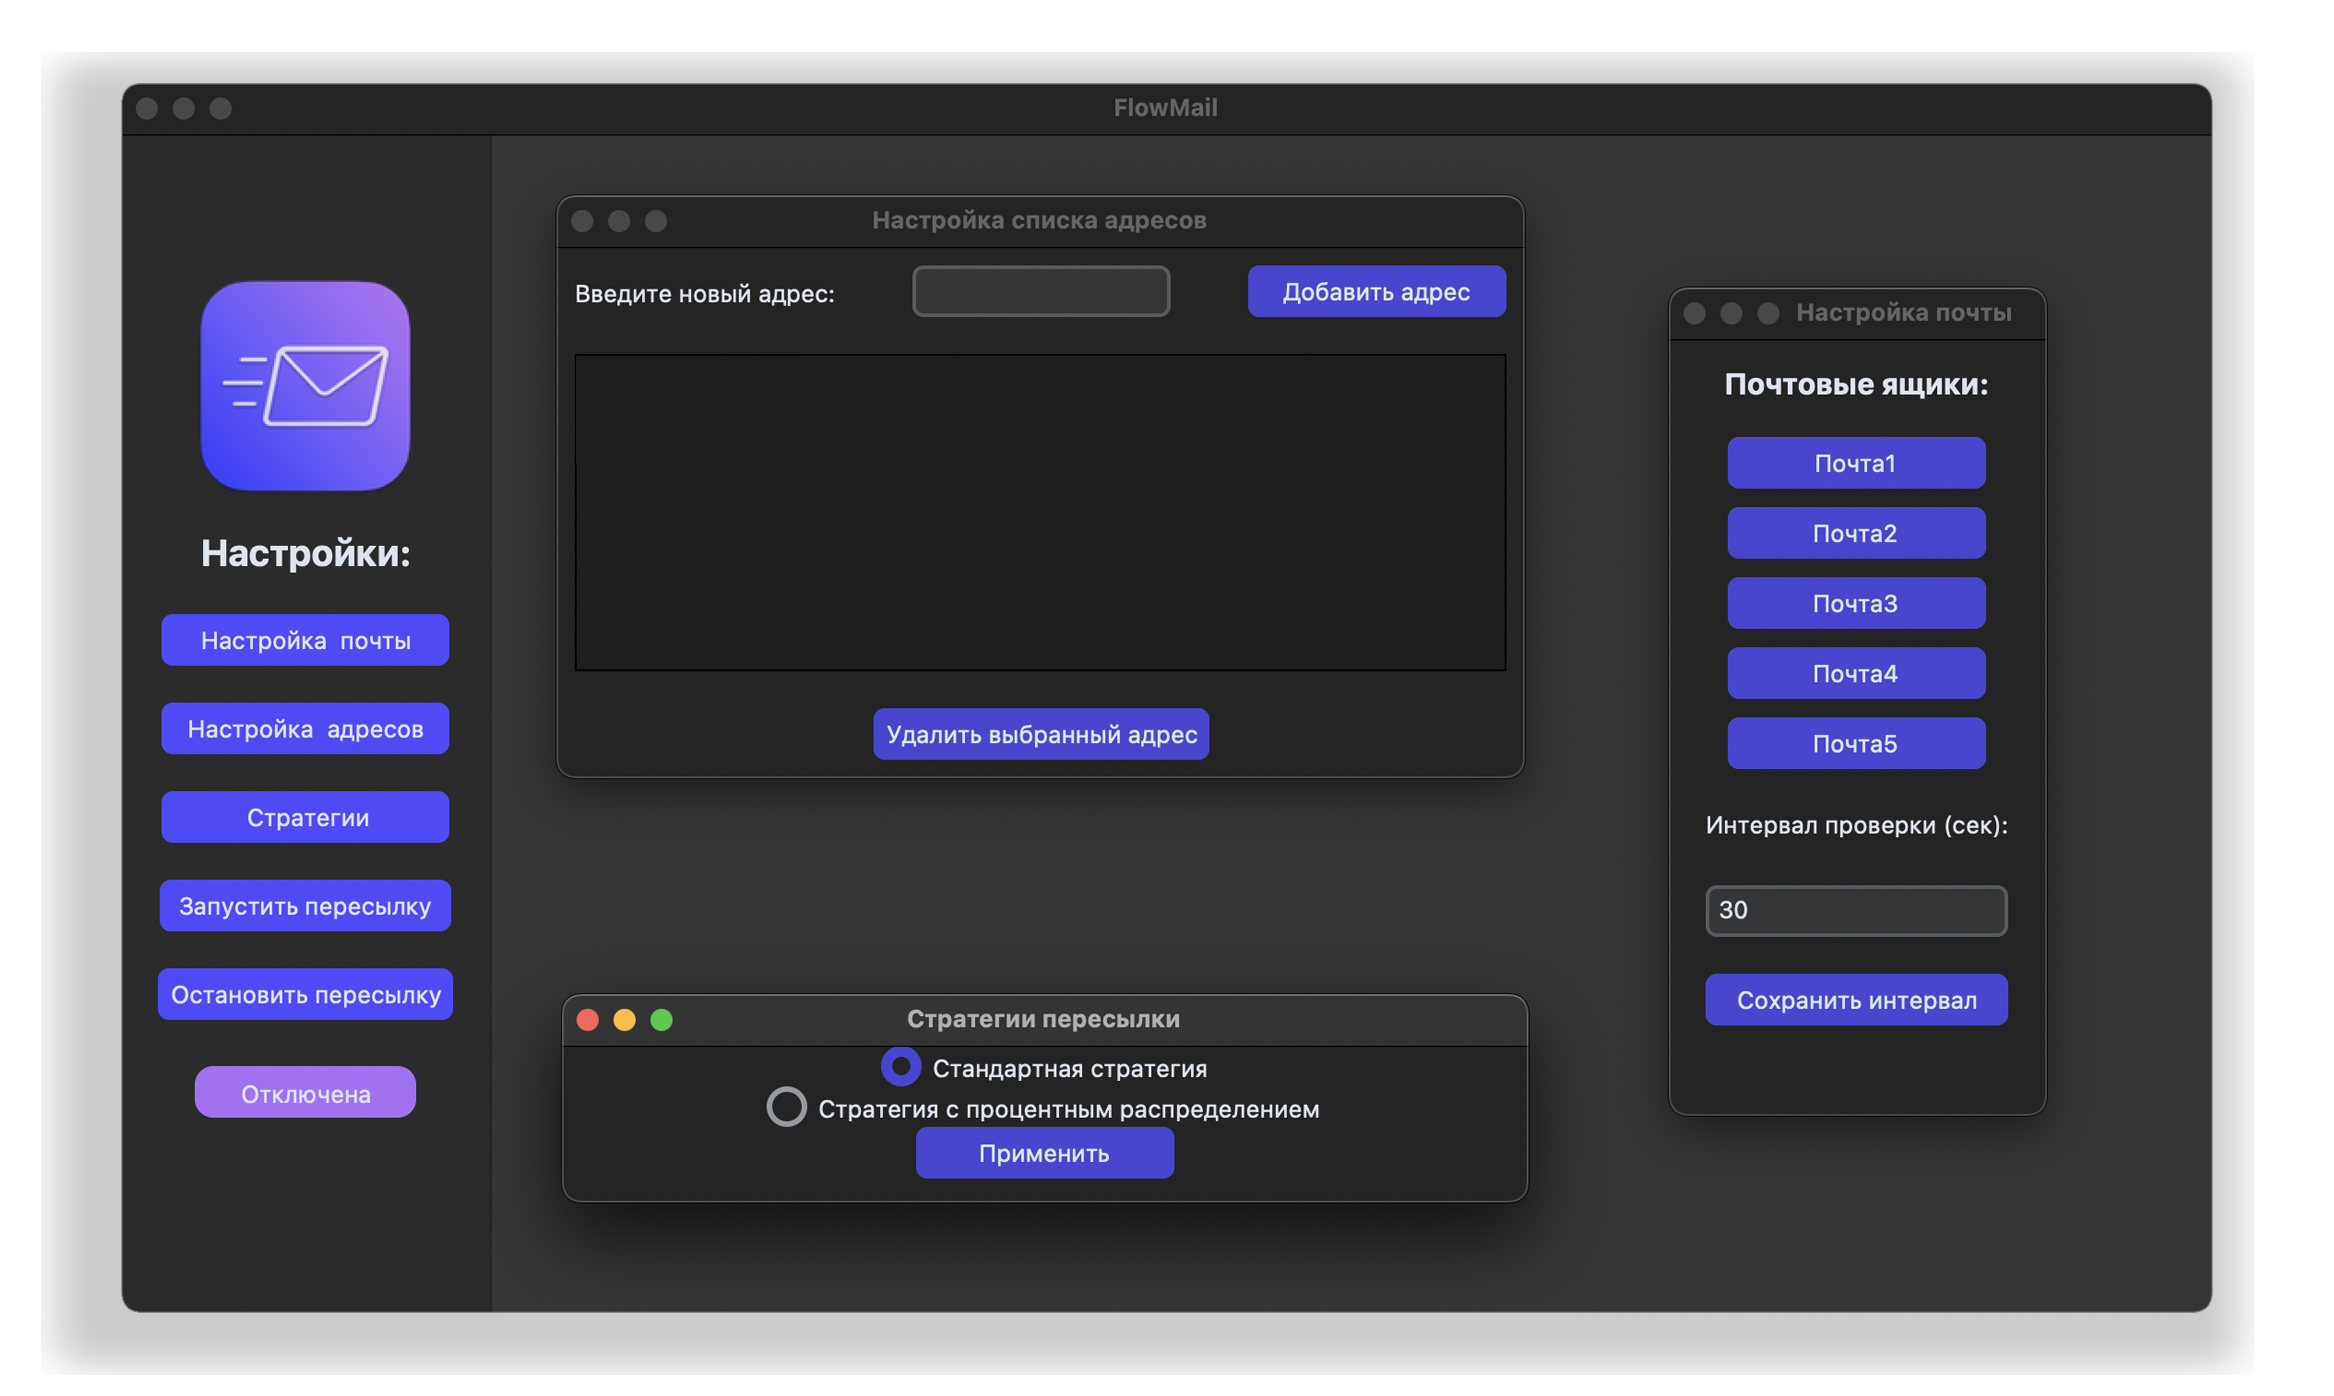 FlowMail
Настройки:
Настройка  почты
Настройка  адресов
Стратегии
Запустить пересылку
Остановить пересылку
Отключена
Настройка списка адресов
Введите новый адрес:
Добавить адрес
Удалить выбранный адрес
Стратегии пересылки
Стандартная стратегия
Стратегия с процентным распределением
Применить
Настройка почты
Почтовые ящики:
Почта1
Почта2
Почта3
Почта4
Почта5
Интервал проверки (сек):
30
Сохранить интервал